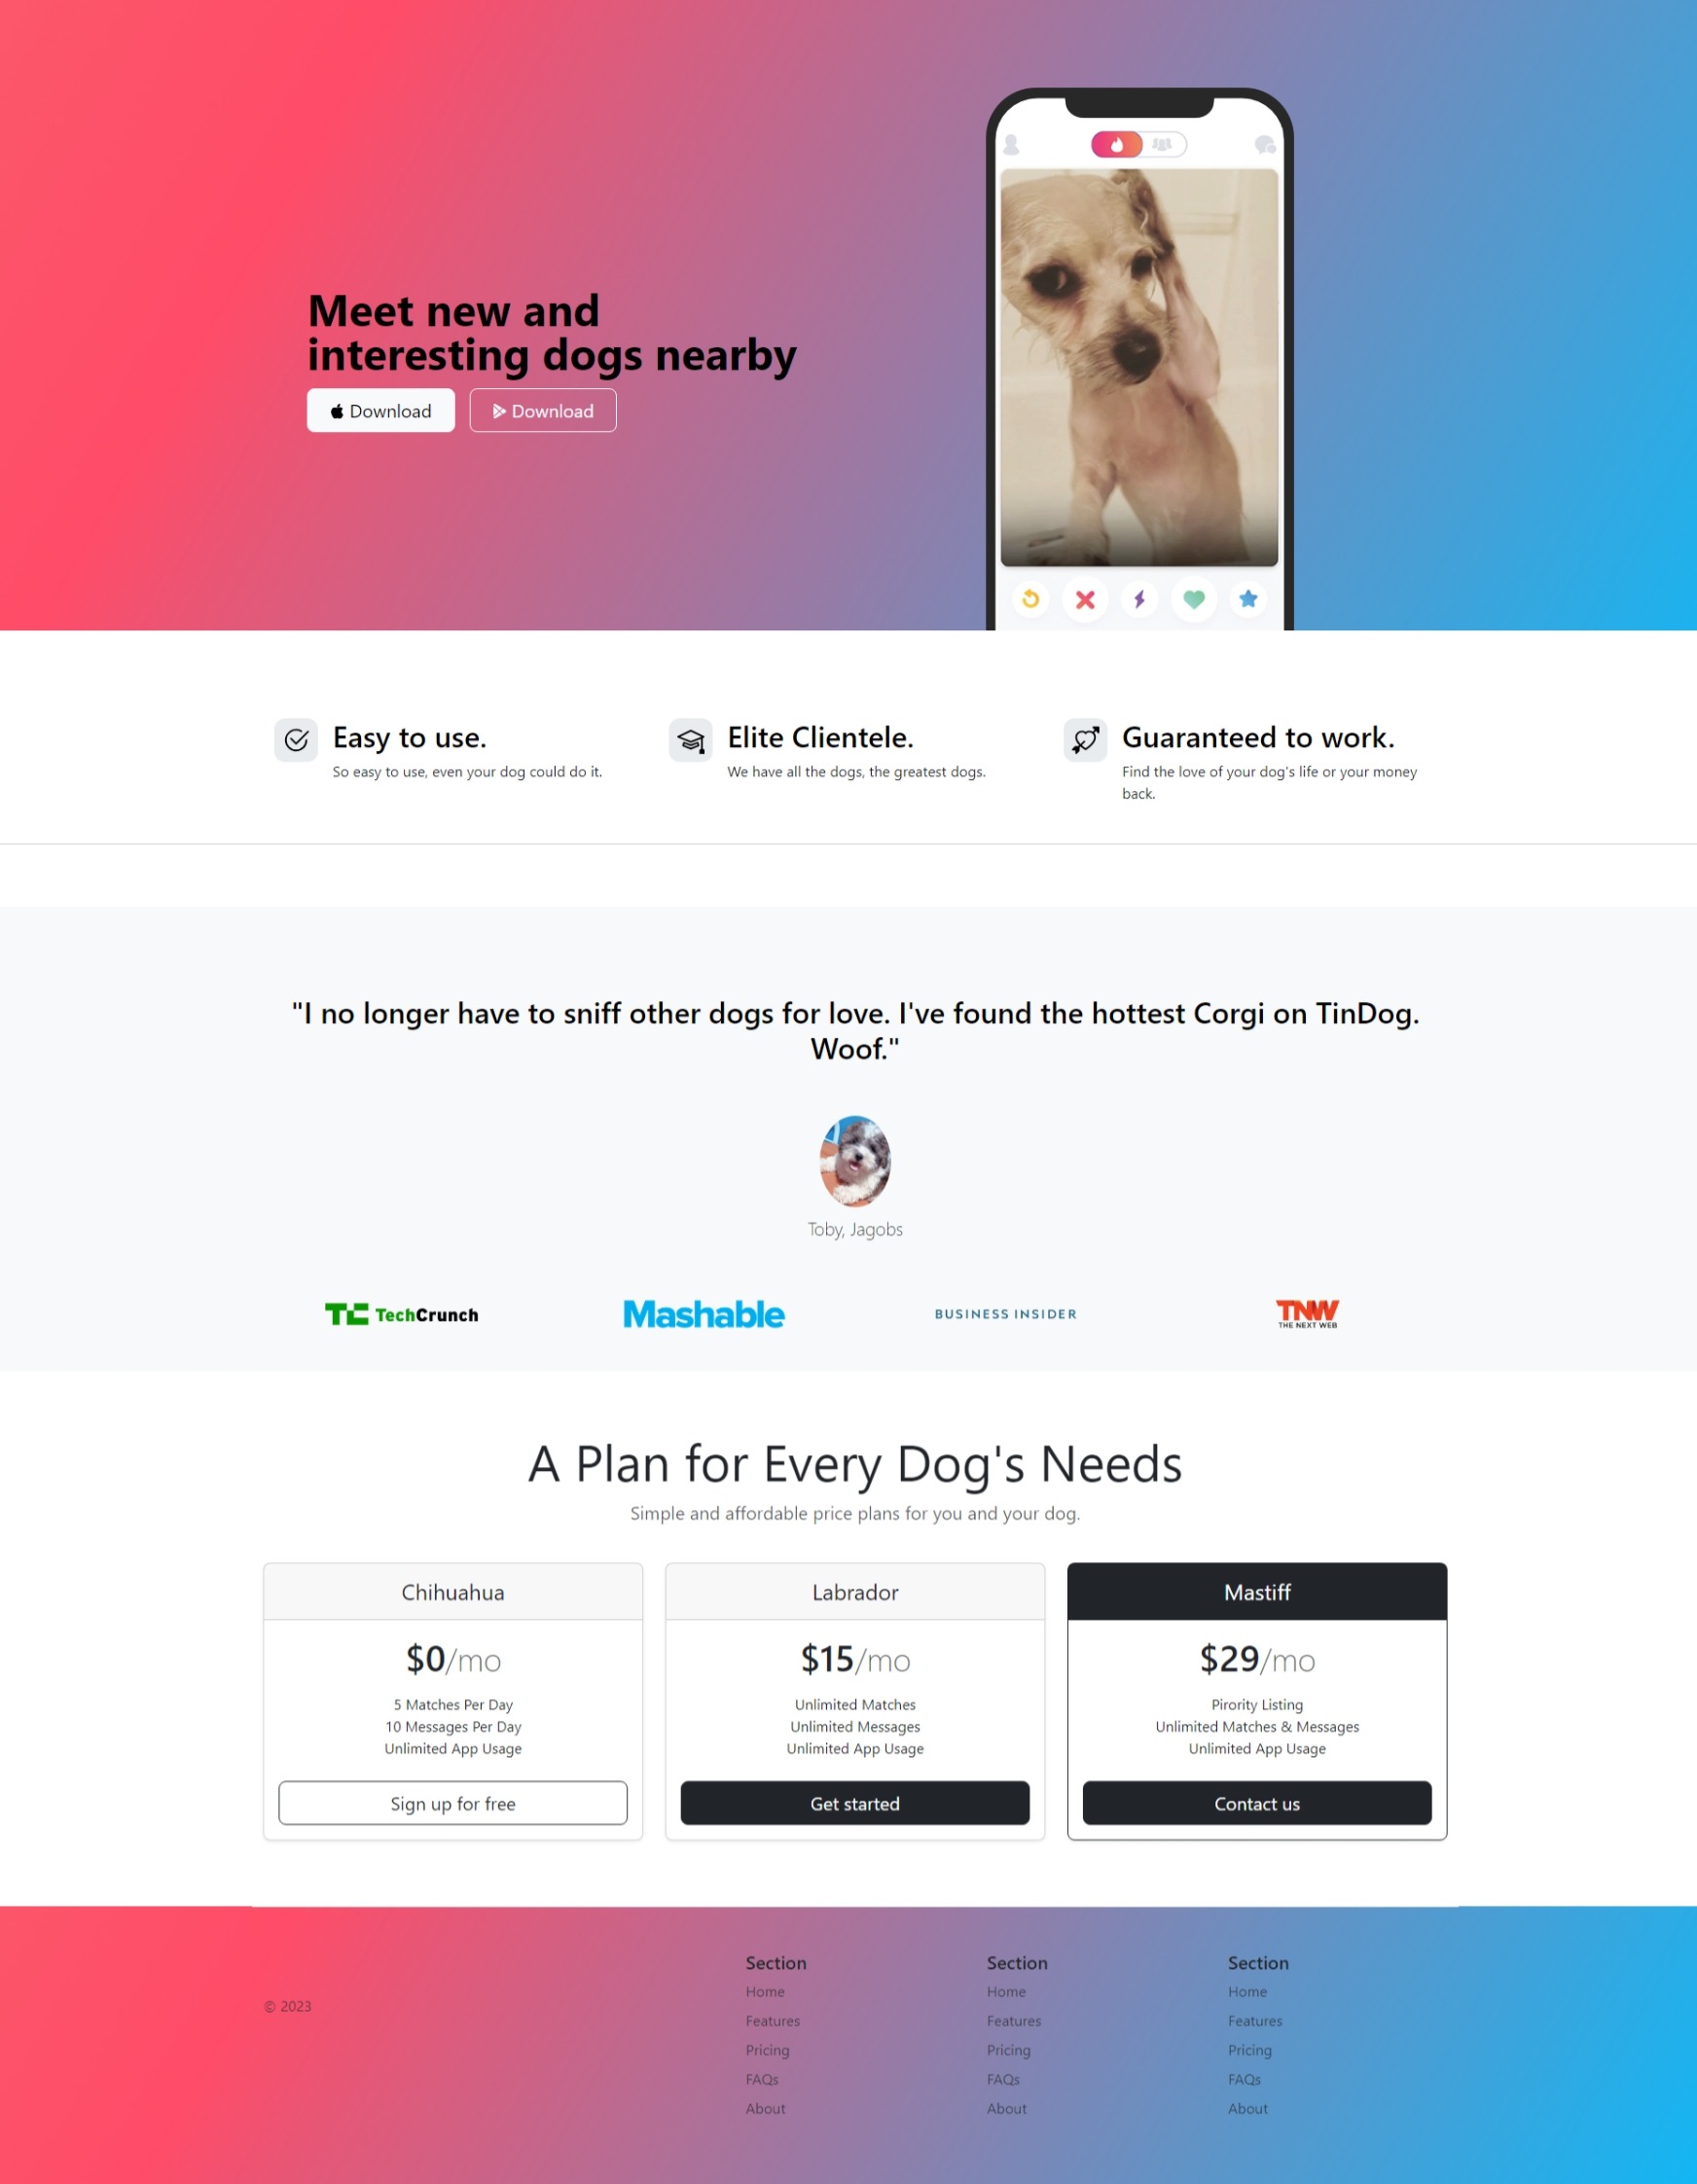 Meet new and
interesting dogs nearby
Download
Download
Easy to use.
So easy to use, even your dog could do it.
Elite Clientele.
We have all the dogs, the greatest dogs.
Guaranteed to work.
Find the love of your dog's life or your money
back.
"I no longer have to sniff other dogs for love. I've found the hottest Corgi on TinDog.
Woof."
Toby, Jagobs
TC TechCrunch
Mashable
BUSINESS INSIDER
TNW
THE NEXT WEB
A Plan for Every Dog's Needs
Simple and affordable price plans for you and your dog.
Chihuahua
$0/mo
5 Matches Per Day
10 Messages Per Day
Unlimited App Usage
Sign up for free
Labrador
$15/mo
Unlimited Matches
Unlimited Messages
Unlimited App Usage
Get started
Mastiff
$29/mo
Pirority Listing
Unlimited Matches & Messages
Unlimited App Usage
Contact us
© 2023
Section
Home
Features
Pricing
FAQs
About
Section
Home
Features
Pricing
FAQs
About
Section
Home
Features
Pricing
FAQs
About